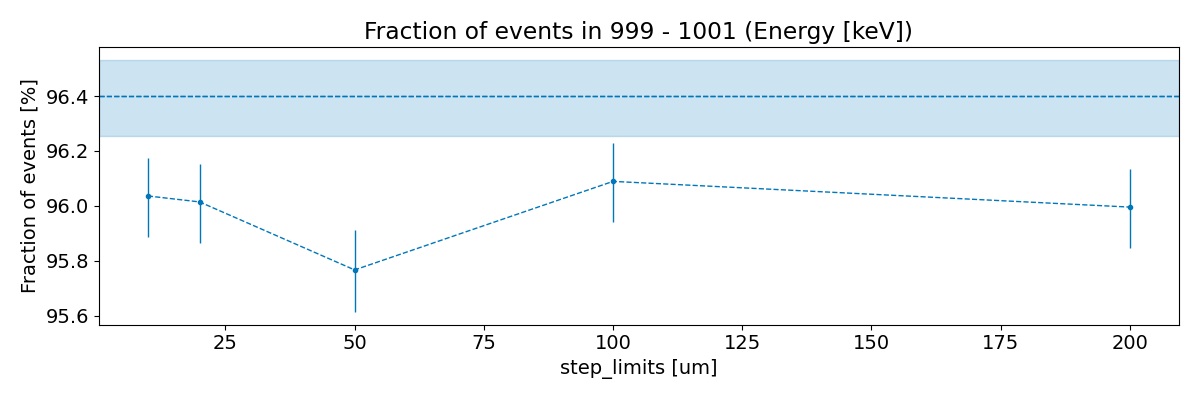 Fraction of events in 999 - 1001 (Energy [keV])
Fraction of events [%]
96.4
96.2
96.0
95.8
95.6
25 50 75 100 125 150 175 200
step_limits [um]